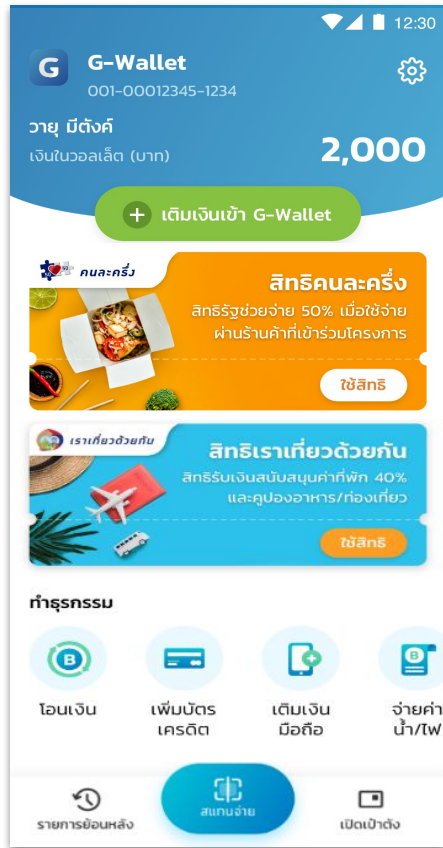 12:30
G
G-Wallet
001-00012345-1234
วายุ มีตังค์
เงินในวอลเล็ต (บาท)
2,000
+ เติมเงินเข้า G-Wallet
คนละครึ่ง
สิทธิคนละครึ่ง
สิทธิรัฐช่วยจ่าย 50% เมื่อใช้จ่าย
ผ่านร้านค้าที่เข้าร่วมโครงการ
ใช้สิทธิ
เราเที่ยวด้วยกัน
สิทธิเราเที่ยวด้วยกัน
สิทธิรับเงินสนับสนุนค่าที่พัก 40%
และคูปองอาหาร/ท่องเที่ยว
ใช้สิทธิ
ทำธุรกรรม
โอนเงิน
เพิ่มบัตร
เครดิต
เติมเงิน
มือถือ
จ่ายค่า
น้ำ/ไฟ
รายการย้อนหลัง
สแกนจ่าย
เปิดเป๋าตัง